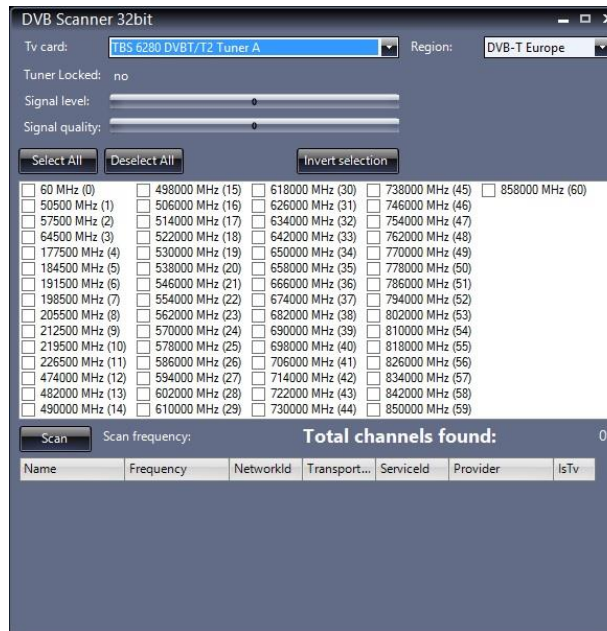 DVB Scanner 32bit
Tv card: TBS 6280 DVBT/T2 Tuner A Region: DVB-T Europe
Tuner Locked: no
Signal level: 0
Signal quality: 0
Select All Deselect All Invert selection
60 MHz (0) 498000 MHz (15) 618000 MHz (30) 738000 MHz (45) 858000 MHz (60)
50500 MHz (1) 506000 MHz (16) 626000 MHz (31) 746000 MHz (46)
57500 MHz (2) 514000 MHz (17) 634000 MHz (32) 754000 MHz (47)
64500 MHz (3) 522000 MHz (18) 642000 MHz (33) 762000 MHz (48)
177500 MHz (4) 530000 MHz (19) 650000 MHz (34) 770000 MHz (49)
184500 MHz (5) 538000 MHz (20) 658000 MHz (35) 778000 MHz (50)
191500 MHz (6) 546000 MHz (21) 666000 MHz (36) 786000 MHz (51)
198500 MHz (7) 554000 MHz (22) 674000 MHz (37) 794000 MHz (52)
205500 MHz (8) 562000 MHz (23) 682000 MHz (38) 802000 MHz (53)
212500 MHz (9) 570000 MHz (24) 690000 MHz (39) 810000 MHz (54)
219500 MHz (10) 578000 MHz (25) 698000 MHz (40) 818000 MHz (55)
226500 MHz (11) 586000 MHz (26) 706000 MHz (41) 826000 MHz (56)
474000 MHz (12) 594000 MHz (27) 714000 MHz (42) 834000 MHz (57)
482000 MHz (13) 602000 MHz (28) 722000 MHz (43) 842000 MHz (58)
490000 MHz (14) 610000 MHz (29) 730000 MHz (44) 850000 MHz (59)
Scan Scan frequency: Total channels found: 0
Name Frequency NetworkId Transport... ServiceId Provider IsTv